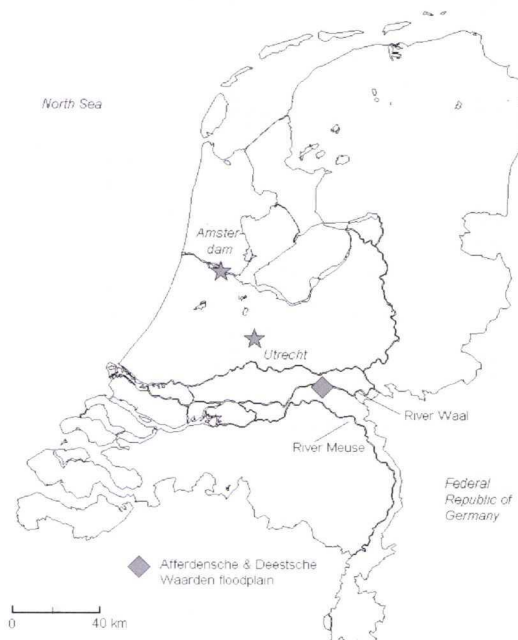 North Sea
Amster-
dam
Utrecht
River Waal
River Meuse
Federal
Republic of
Germany
Afferdensche & Deestsche
Waarden floodplain
0 40 km